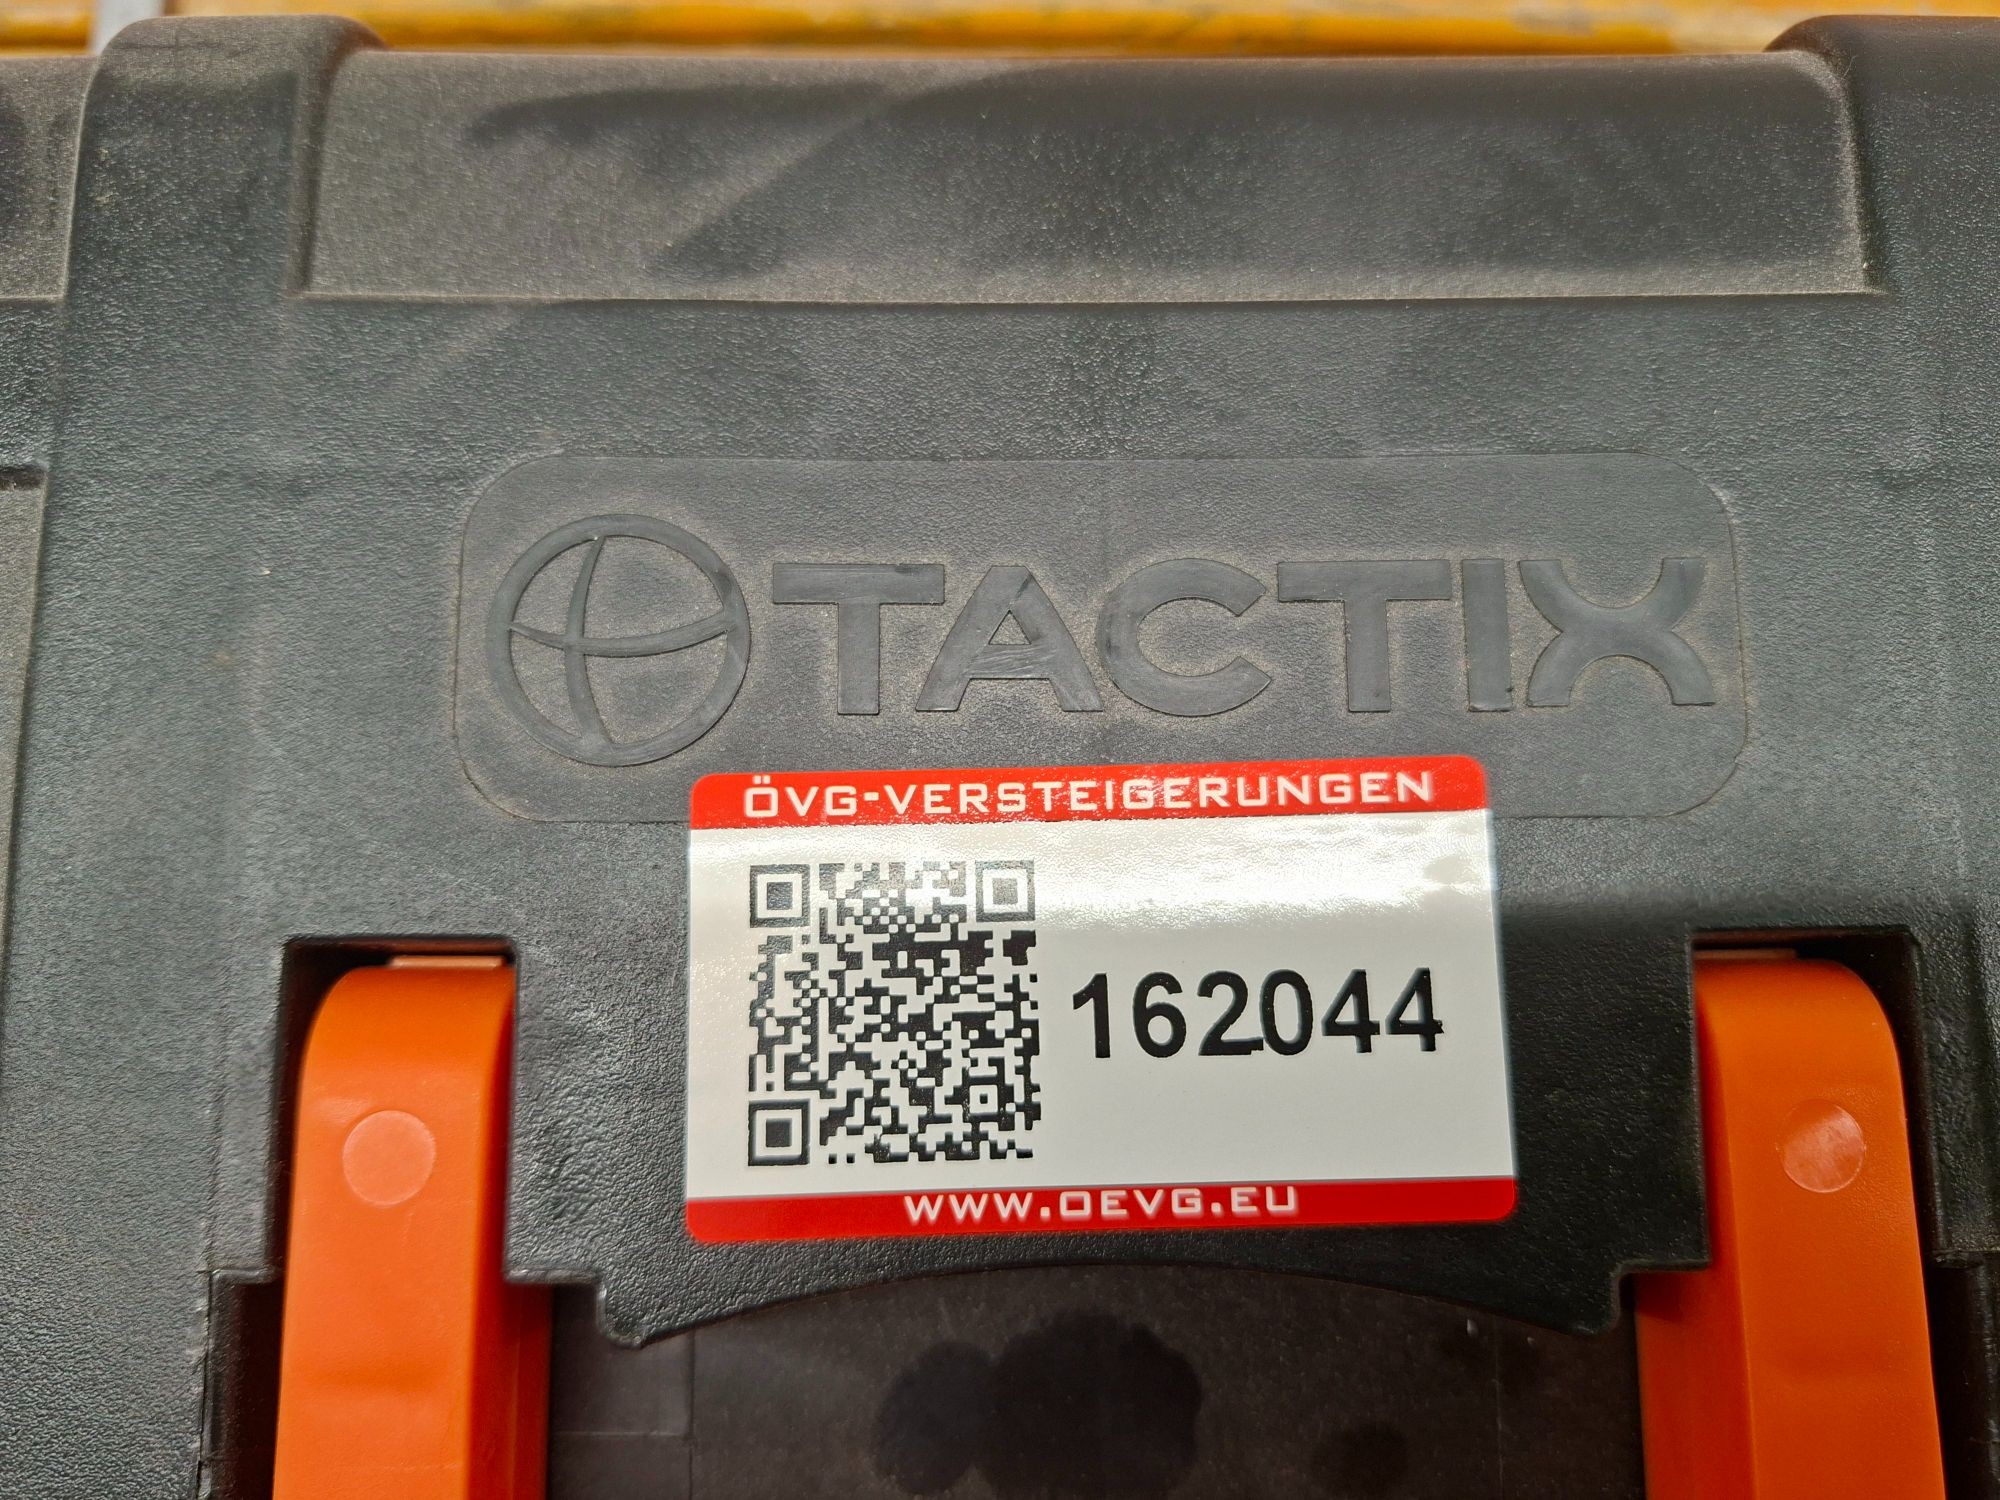 TACTIX
ÖVG-VERSTEIGERUNGEN
162044
WWW.OEVG.EU